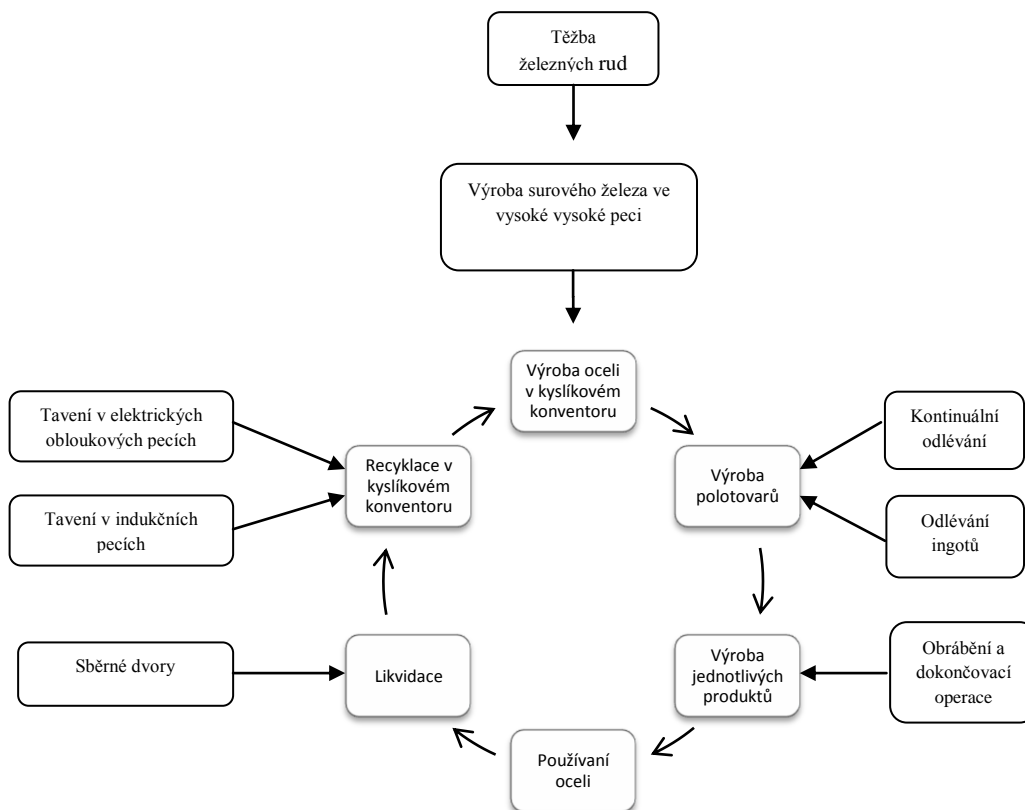 Těžba
železných rud
Výroba surového železa ve
vysoké vysoké peci
Výroba oceli
v kyslíkovém
konventoru
Tavení v elektrických
obloukových pecích
Kontinuální
odlévání
Recyklace v
kyslíkovém
konventoru
Výroba
polotovarů
Tavení v indukčních
pecích
Odlévání
ingotů
Sběrné dvory
Likvidace
Výroba
jednotlivých
produktů
Obrábění a
dokončovací
operace
Používaní
oceli